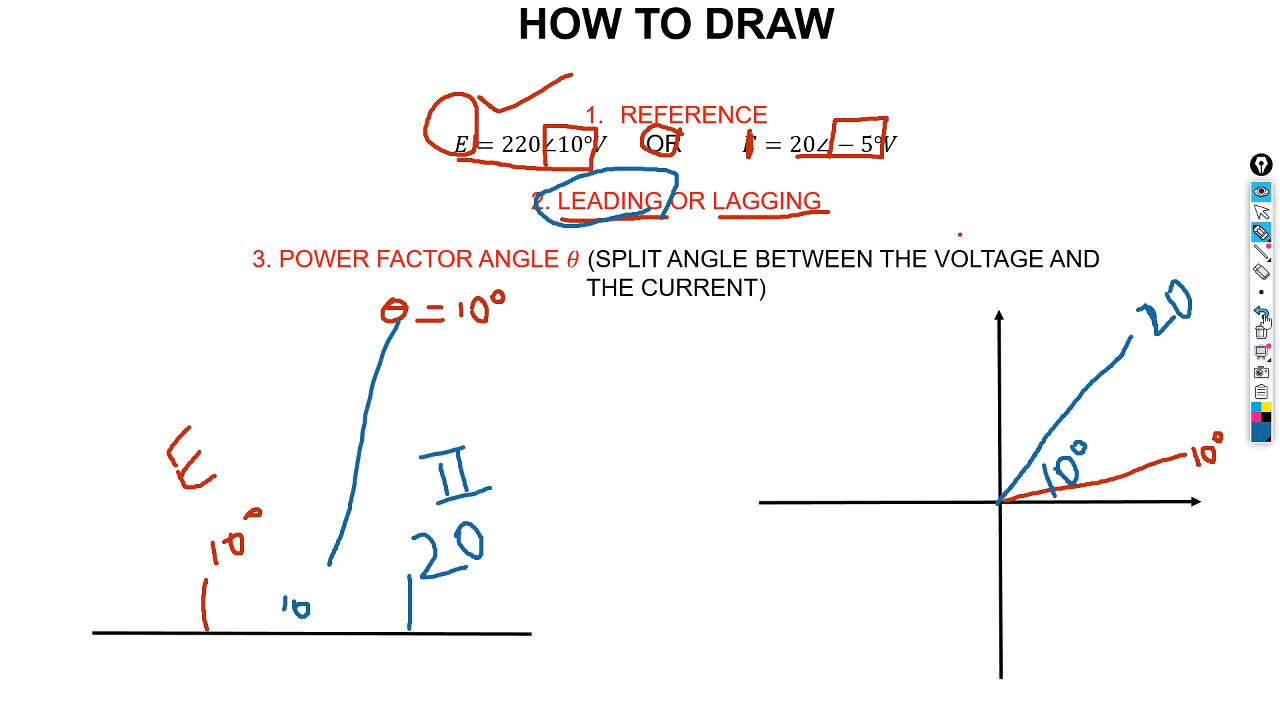 HOW TO DRAW
1. REFERENCE
E = 220∠10°V OR E = 20∠ − 5°V
2. LEADING OR LAGGING
3. POWER FACTOR ANGLE θ (SPLIT ANGLE BETWEEN THE VOLTAGE AND
THE CURRENT)
θ = 10°
20
E
I
10°
10°
10°
20
10